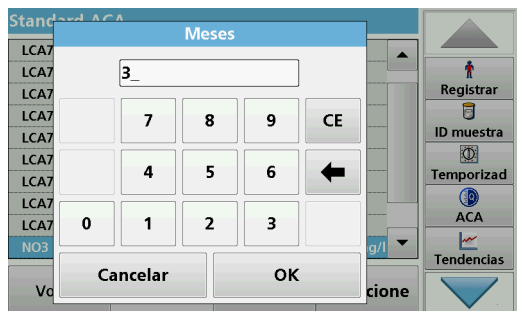 Standard ACA
Meses
3_
LCA7
LCA7
LCA7
LCA7
LCA7
LCA7
LCA7
LCA7
LCA7
NO3
g/l
7 8 9 CE
4 5 6
0 1 2 3
Cancelar OK
Vo
cione
Registrar
ID muestra
Temporizad
ACA
Tendencias